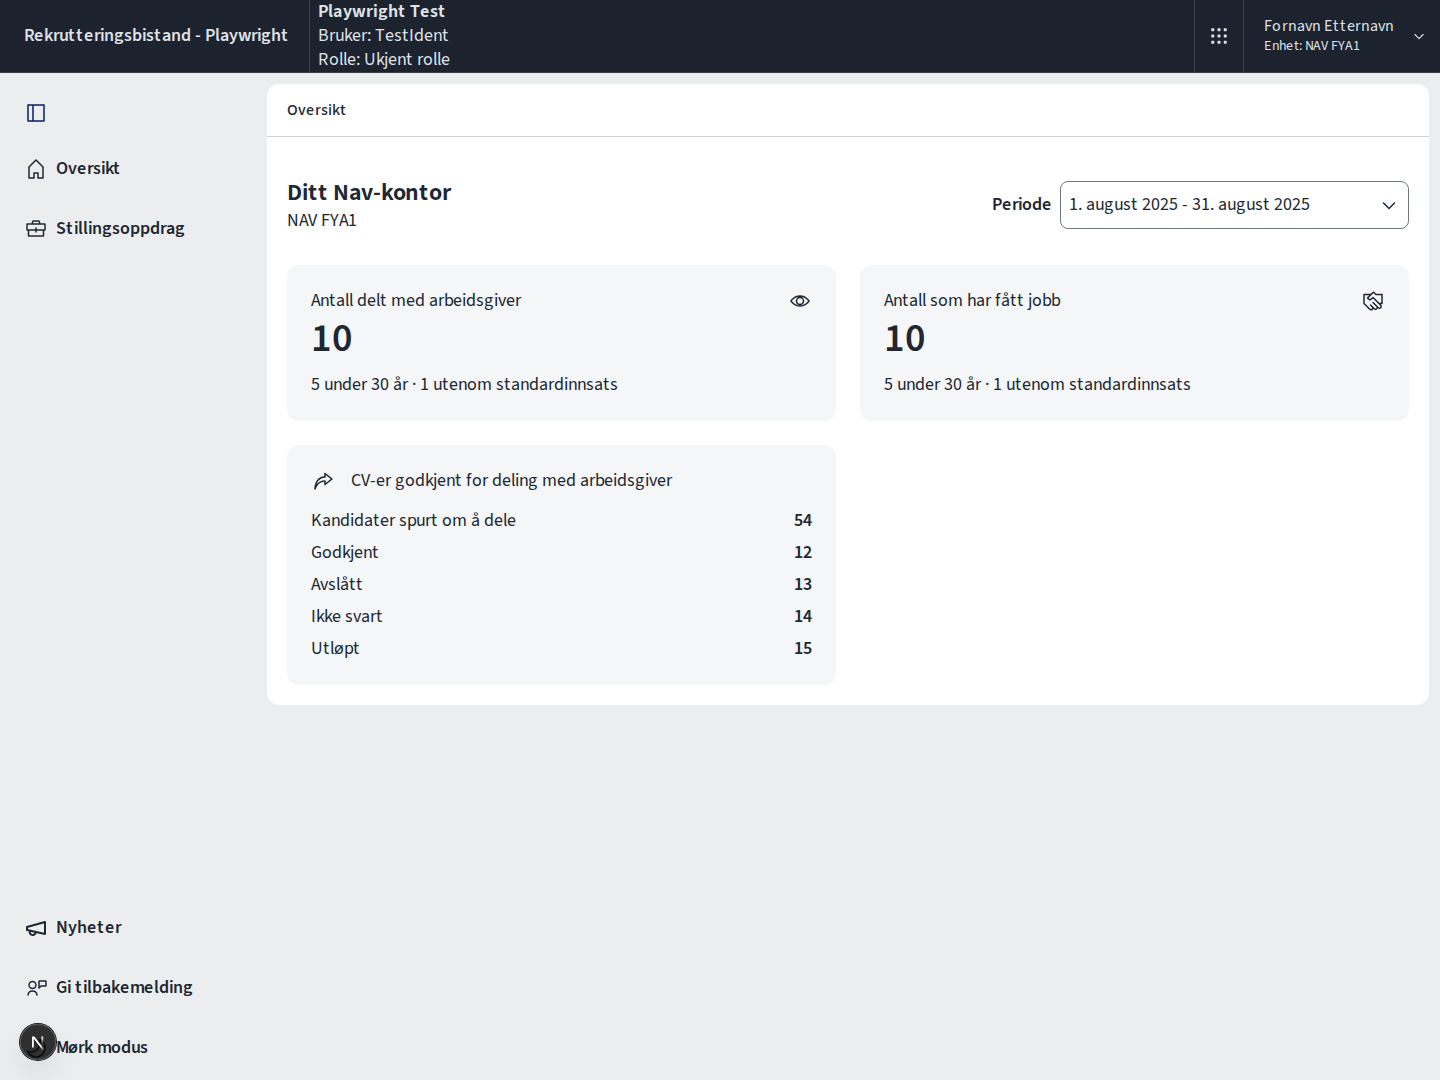 Rekrutteringsbistand - Playwright
Playwright Test
Bruker: TestIdent
Rolle: Ukjent rolle
Fornavn Etternavn
Enhet: NAV FYA1
Oversikt
Stillingsoppdrag
Oversikt
Ditt Nav-kontor
NAV FYA1
Periode
1. august 2025 - 31. august 2025
Antall delt med arbeidsgiver
10
5 under 30 år · 1 utenom standardinnsats
Antall som har fått jobb
10
5 under 30 år · 1 utenom standardinnsats
CV-er godkjent for deling med arbeidsgiver
Kandidater spurt om å dele 54
Godkjent 12
Avslått 13
Ikke svart 14
Utløpt 15
Nyheter
Gi tilbakemelding
N
Mørk modus